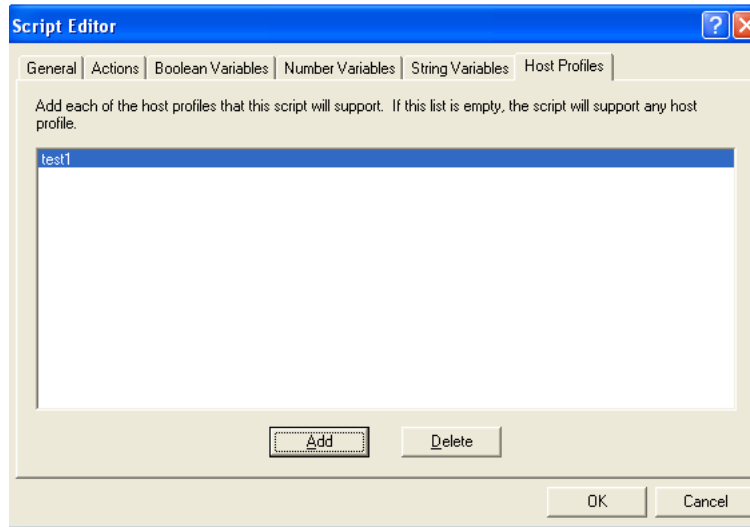 Script Editor
General Actions Boolean Variables Number Variables String Variables Host Profiles
Add each of the host profiles that this script will support. If this list is empty, the script will support any host
profile.
test1
Add Delete
OK Cancel